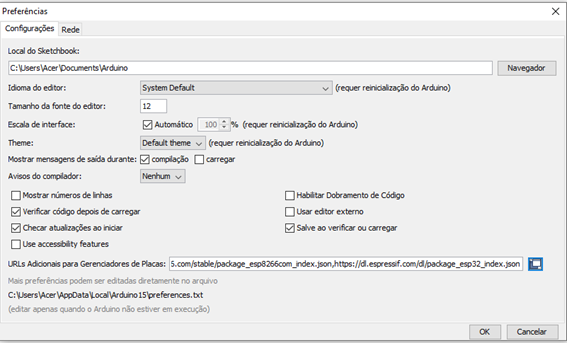 Preferências
Configurações Rede
Local do Sketchbook:
C:\Users\Acer\Documents\Arduino Navegador
Idioma do editor: System Default (requer reinicialização do Arduino)
Tamanho da fonte do editor: 12
Escala de interface: Automático 100 % (requer reinicialização do Arduino)
Theme: Default theme (requer reinicialização do Arduino)
Mostrar mensagens de saída durante: compilação carregar
Avisos do compilador: Nenhum
Mostrar números de linhas Habilitar Dobramento de Código
Verificar código depois de carregar Usar editor externo
Checar atualizações ao iniciar Salve ao verificar ou carregar
Use accessibility features
URLs Adicionais para Gerenciadores de Placas: 5.com/stable/package_esp8266com_index.json,https://dl.espressif.com/dl/package_esp32_index.json
Mais preferências podem ser editadas diretamente no arquivo
C:\Users\Acer\AppData\Local\Arduino15\preferences.txt
(editar apenas quando o Arduino não estiver em execução)
OK Cancelar